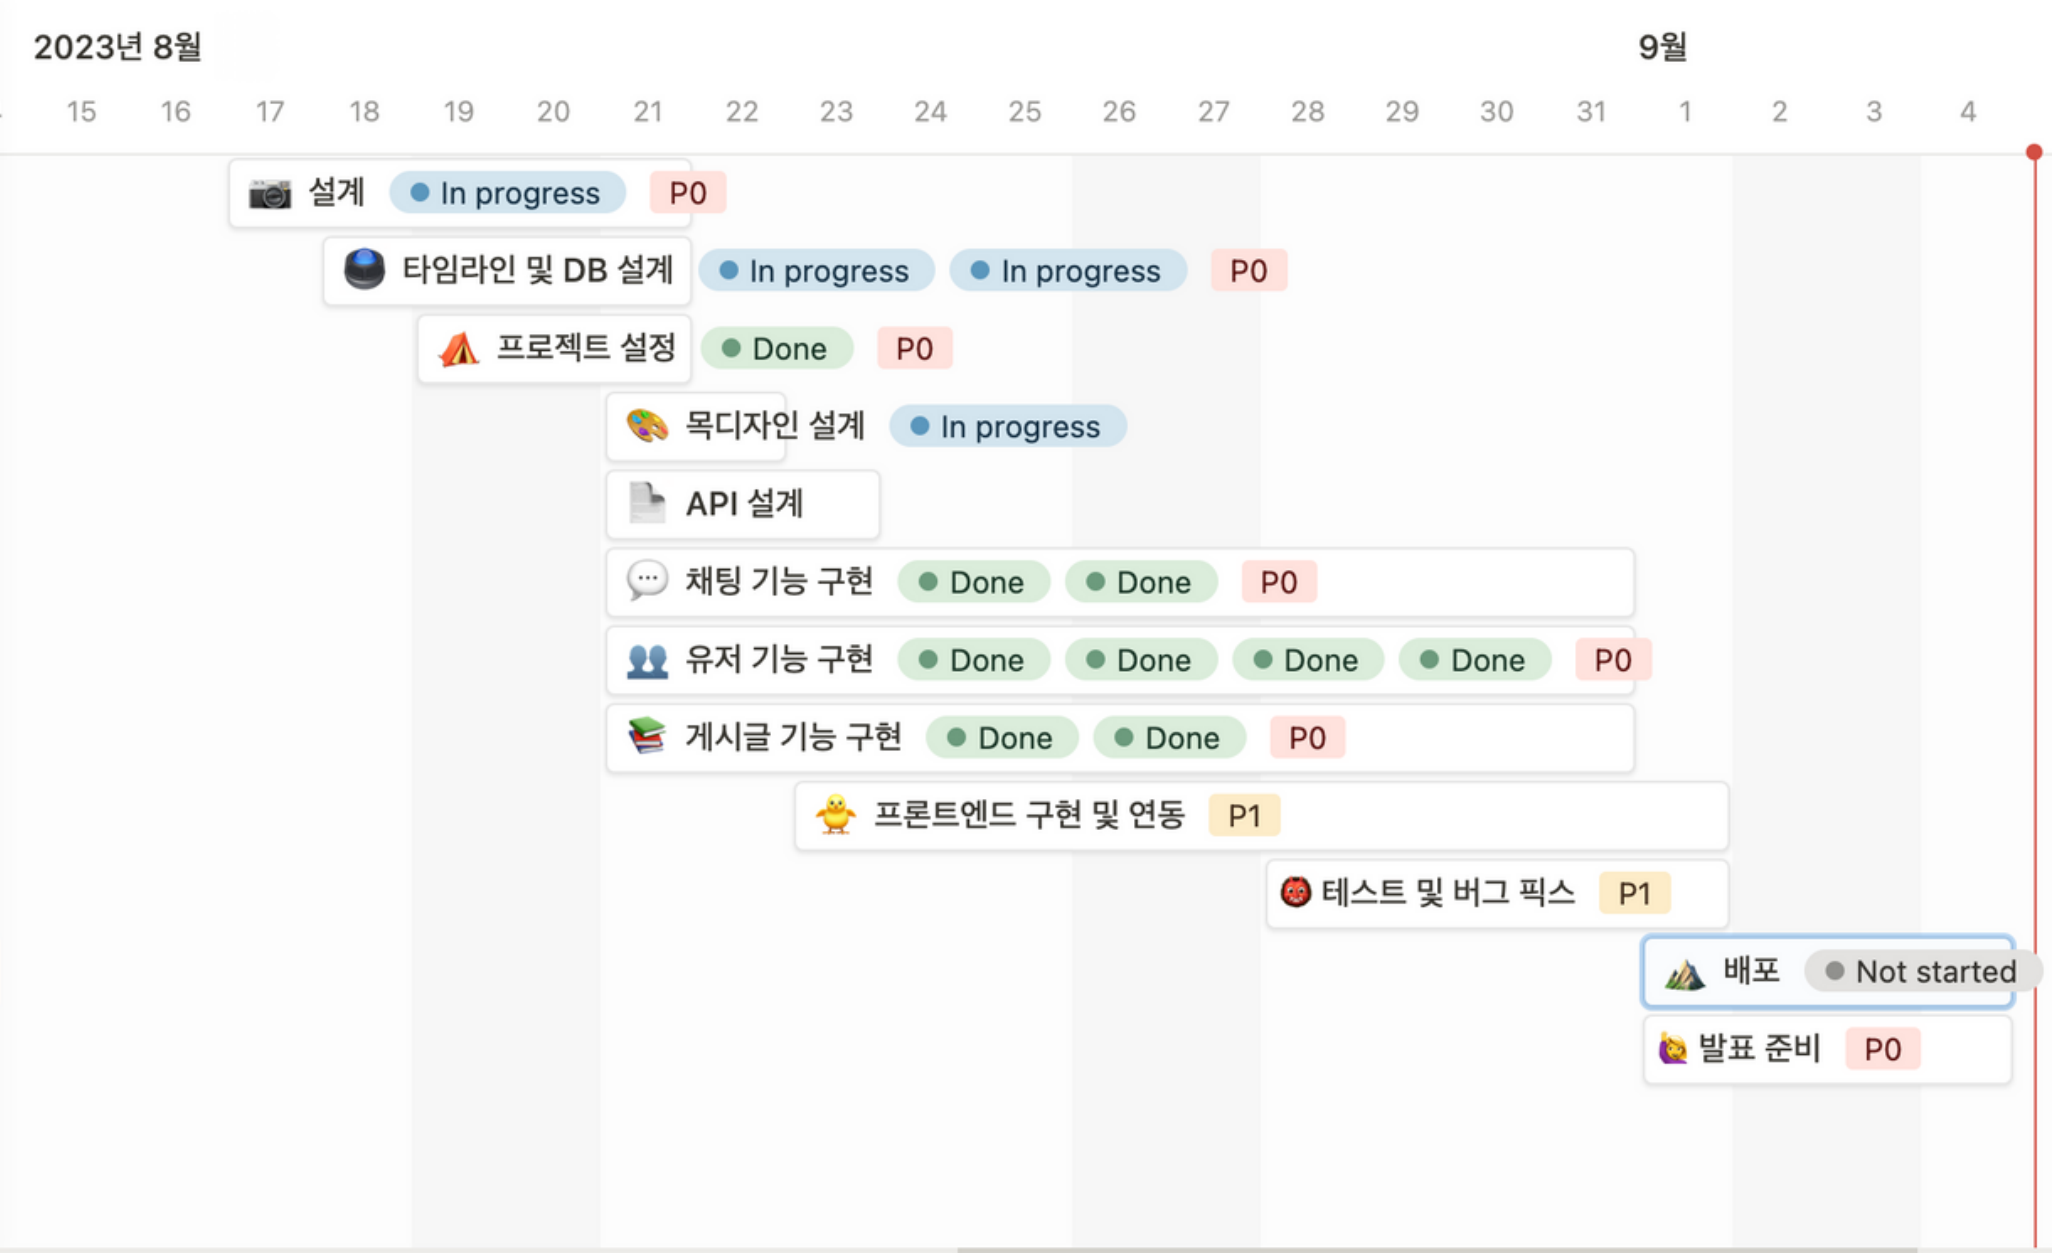 2023년 8월 9월
15 16 17 18 19 20 21 22 23 24 25 26 27 28 29 30 31 1 2 3 4
설계 In progress P0
타임라인 및 DB 설계 In progress In progress P0
프로젝트 설정 Done P0
목디자인 설계 In progress
API 설계
채팅 기능 구현 Done Done P0
유저 기능 구현 Done Done Done Done P0
게시글 기능 구현 Done Done P0
프론트엔드 구현 및 연동 P1
테스트 및 버그 픽스 P1
배포 Not started
발표 준비 P0